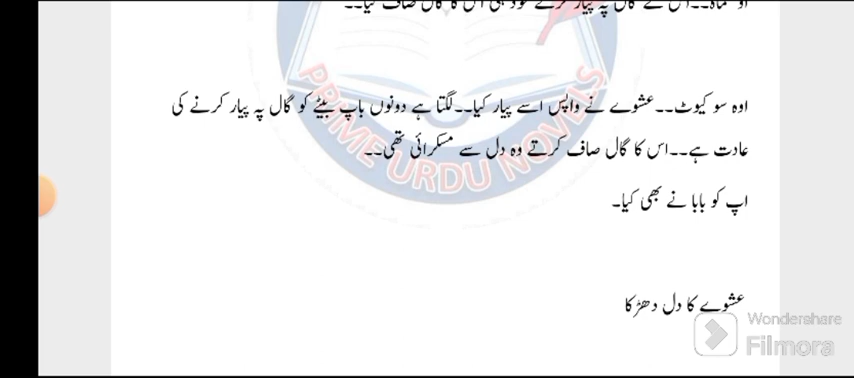 اوہ سو کیوٹ۔۔عشوے نے واپس اسے پیار کیا۔۔لگتا ہے دونوں باپ بیٹے کو گال پہ پیار کرنے کی
عادت ہے۔۔اس کا گال صاف کرتے وہ دل سے مسکرائی تھی۔۔
اپ کو بابا نے بھی کیا۔
عشوے کا دل دھڑکا
PRIME URDU NOVELS
Wondershare
Filmora